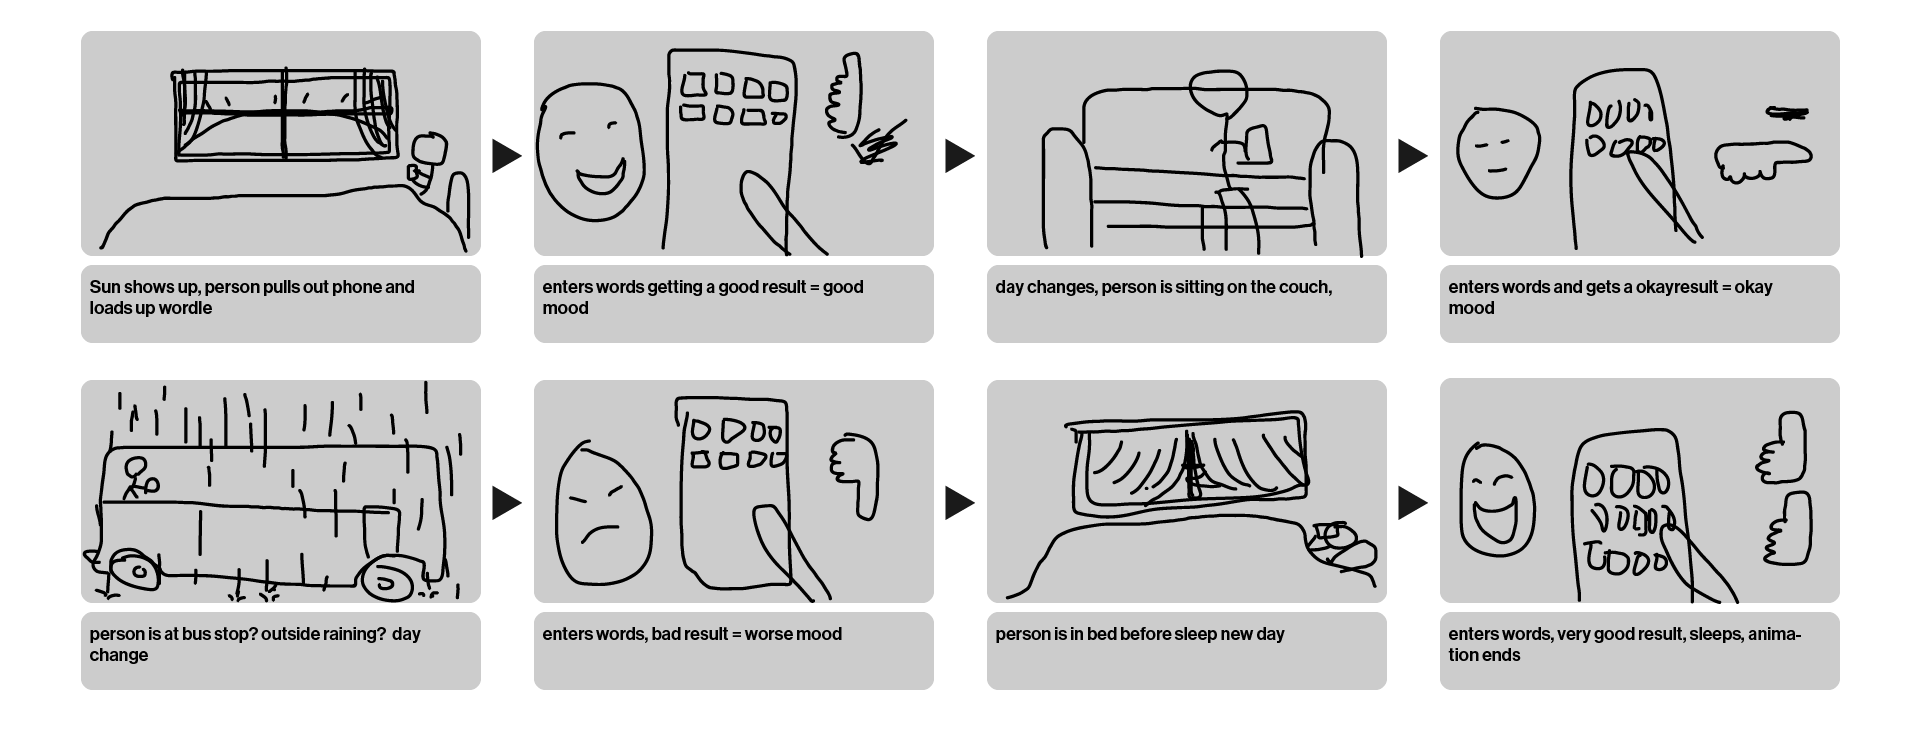 Sun shows up, person pulls out phone and
loads up wordle
enters words getting a good result = good
mood
day changes, person is sitting on the couch,
enters words and gets a okayresult = okay
mood
person is at bus stop? outside raining? day
change
enters words, bad result = worse mood
person is in bed before sleep new day
enters words, very good result, sleeps, anima-
tion ends